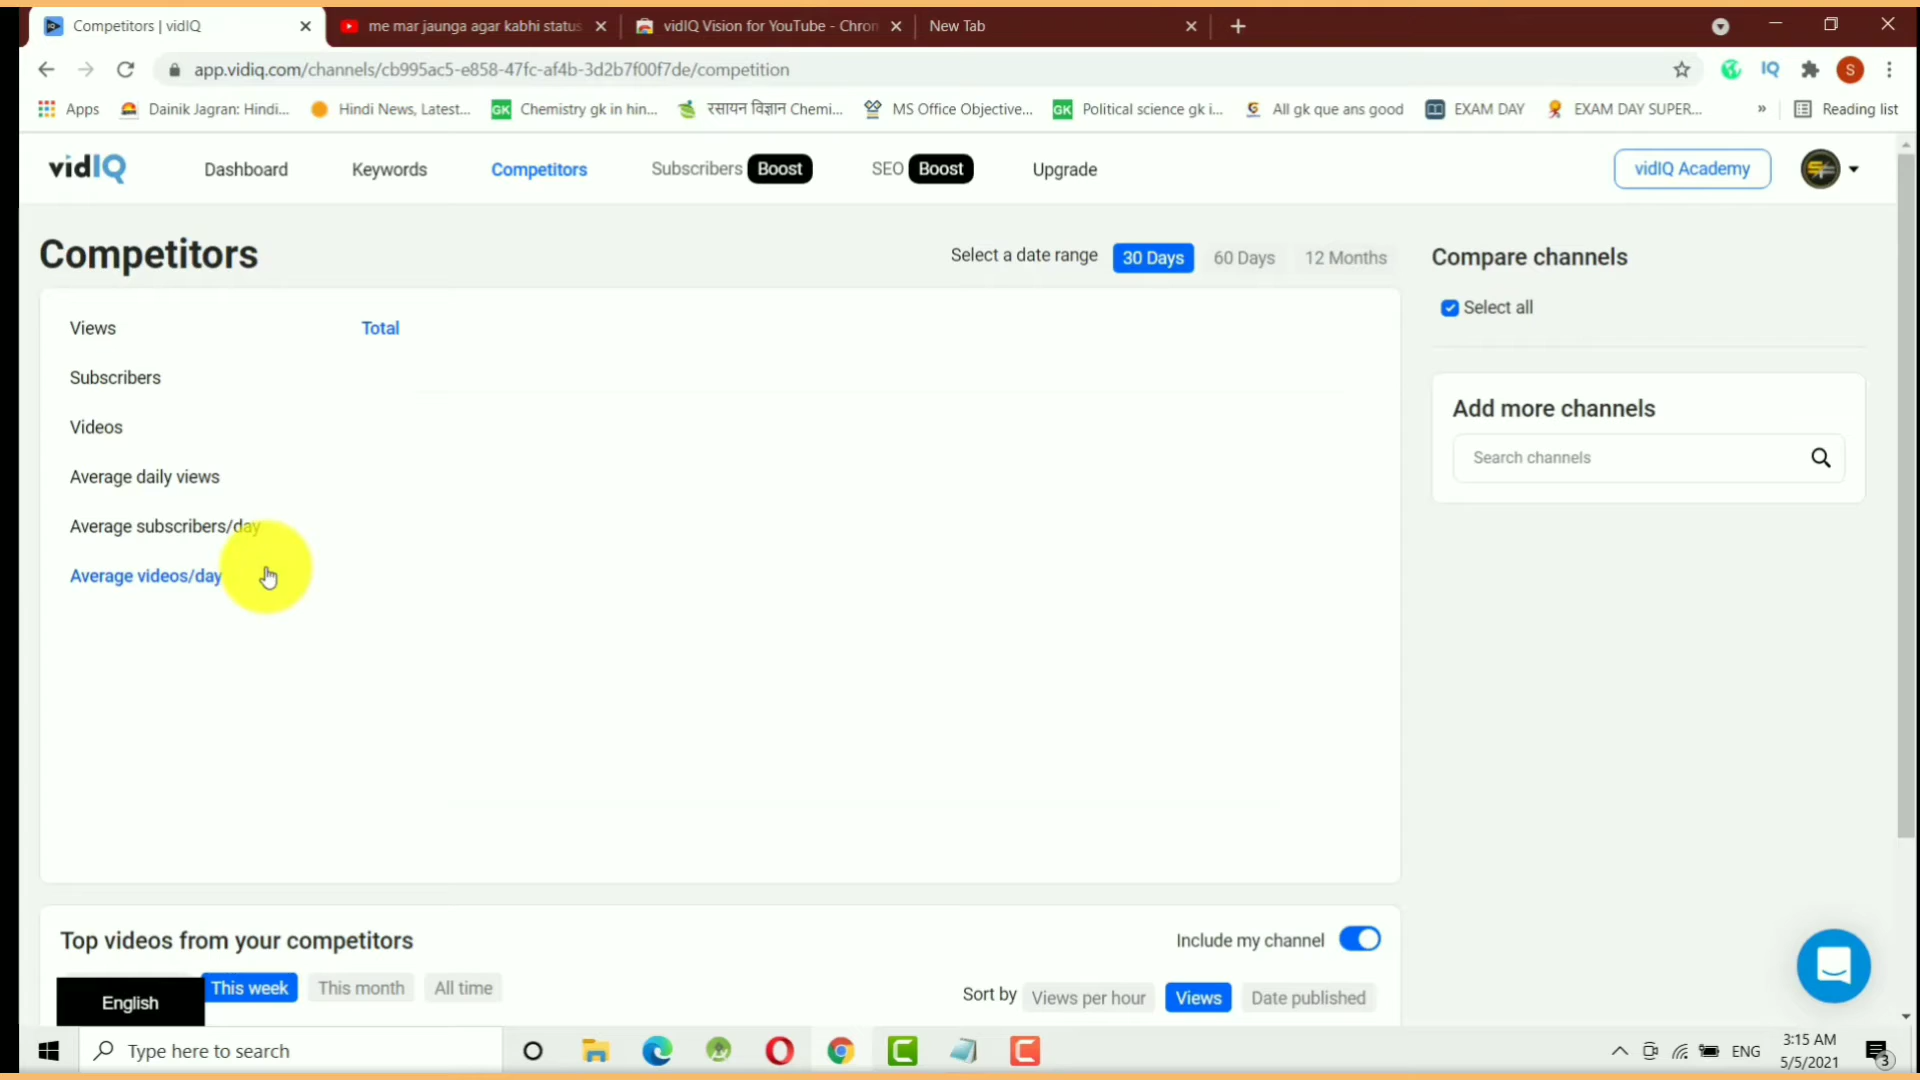 Competitors | vidIQ
me mar jaunga agar kabhi status
vidIQ Vision for YouTube - Chron
New Tab
app.vidiq.com/channels/cb995ac5-e858-47fc-af4b-3d2b7f00f7de/competition
IQ
S
Apps
Dainik Jagran: Hindi...
Hindi News, Latest...
GK Chemistry gk in hin...
रसायन विज्ञान Chemi...
MS Office Objective...
GK Political science gk i...
All gk que ans good
EXAM DAY
EXAM DAY SUPER...
»
Reading list
vidIQ
Dashboard
Keywords
Competitors
Subscribers Boost
SEO Boost
Upgrade
vidIQ Academy
Competitors
Select a date range
30 Days
60 Days
12 Months
Compare channels
Select all
Views
Total
Subscribers
Videos
Average daily views
Average subscribers/day
Average videos/day
Add more channels
Search channels
Top videos from your competitors
Include my channel
This week
This month
All time
Sort by
Views per hour
Views
Date published
English
Type here to search
ENG
3:15 AM
5/5/2021
3